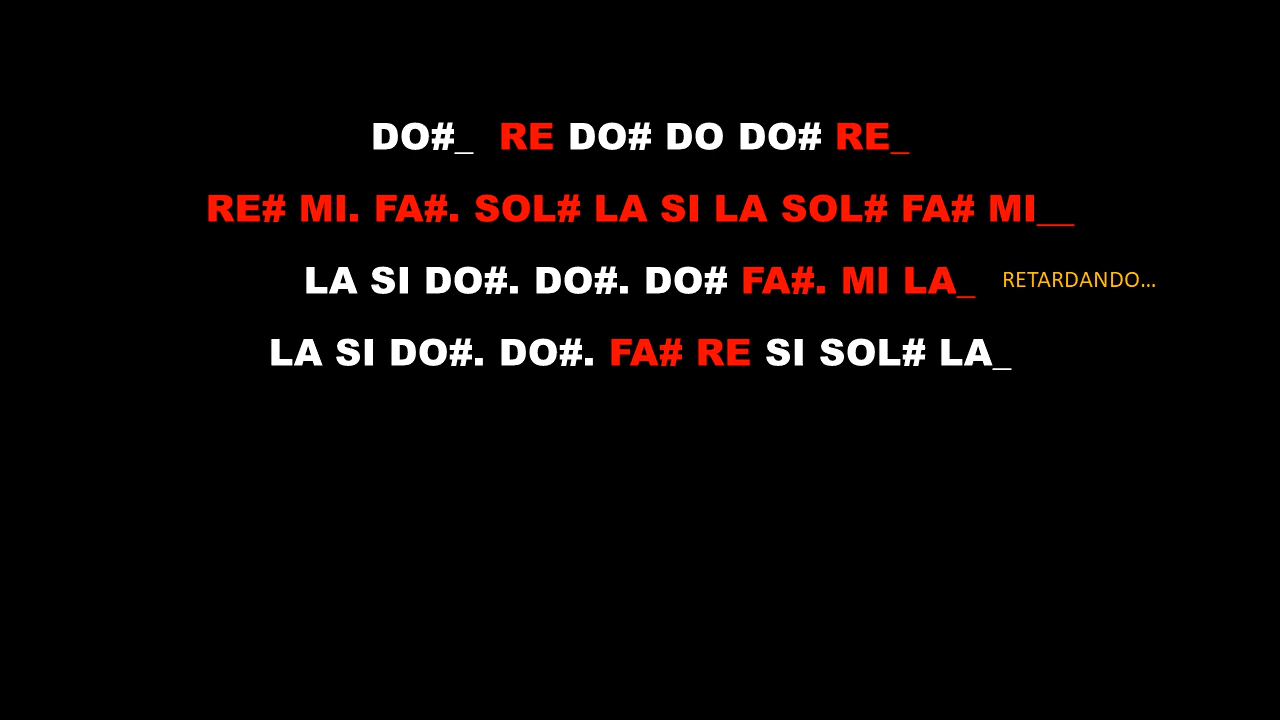 DO#_ RE DO# DO DO# RE_
RE# MI. FA#. SOL# LA SI LA SOL# FA# MI__
LA SI DO#. DO#. DO# FA#. MI LA_ RETARDANDO...
LA SI DO#. DO#. FA# RE SI SOL# LA_